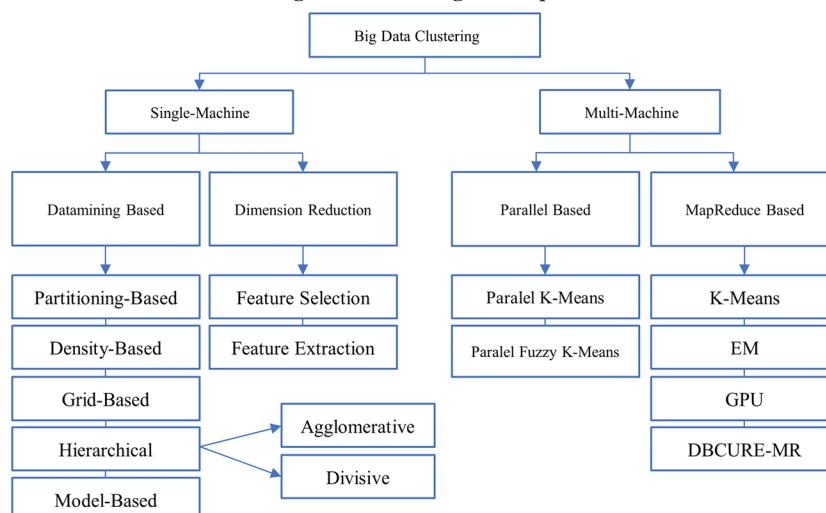 Big Data Clustering
Single-Machine
Multi-Machine
Datamining Based
Dimension Reduction
Parallel Based
MapReduce Based
Partitioning-Based
Feature Selection
Paralel K-Means
K-Means
Density-Based
Feature Extraction
Paralel Fuzzy K-Means
EM
Grid-Based
GPU
Agglomerative
Hierarchical
DBCURE-MR
Divisive
Model-Based